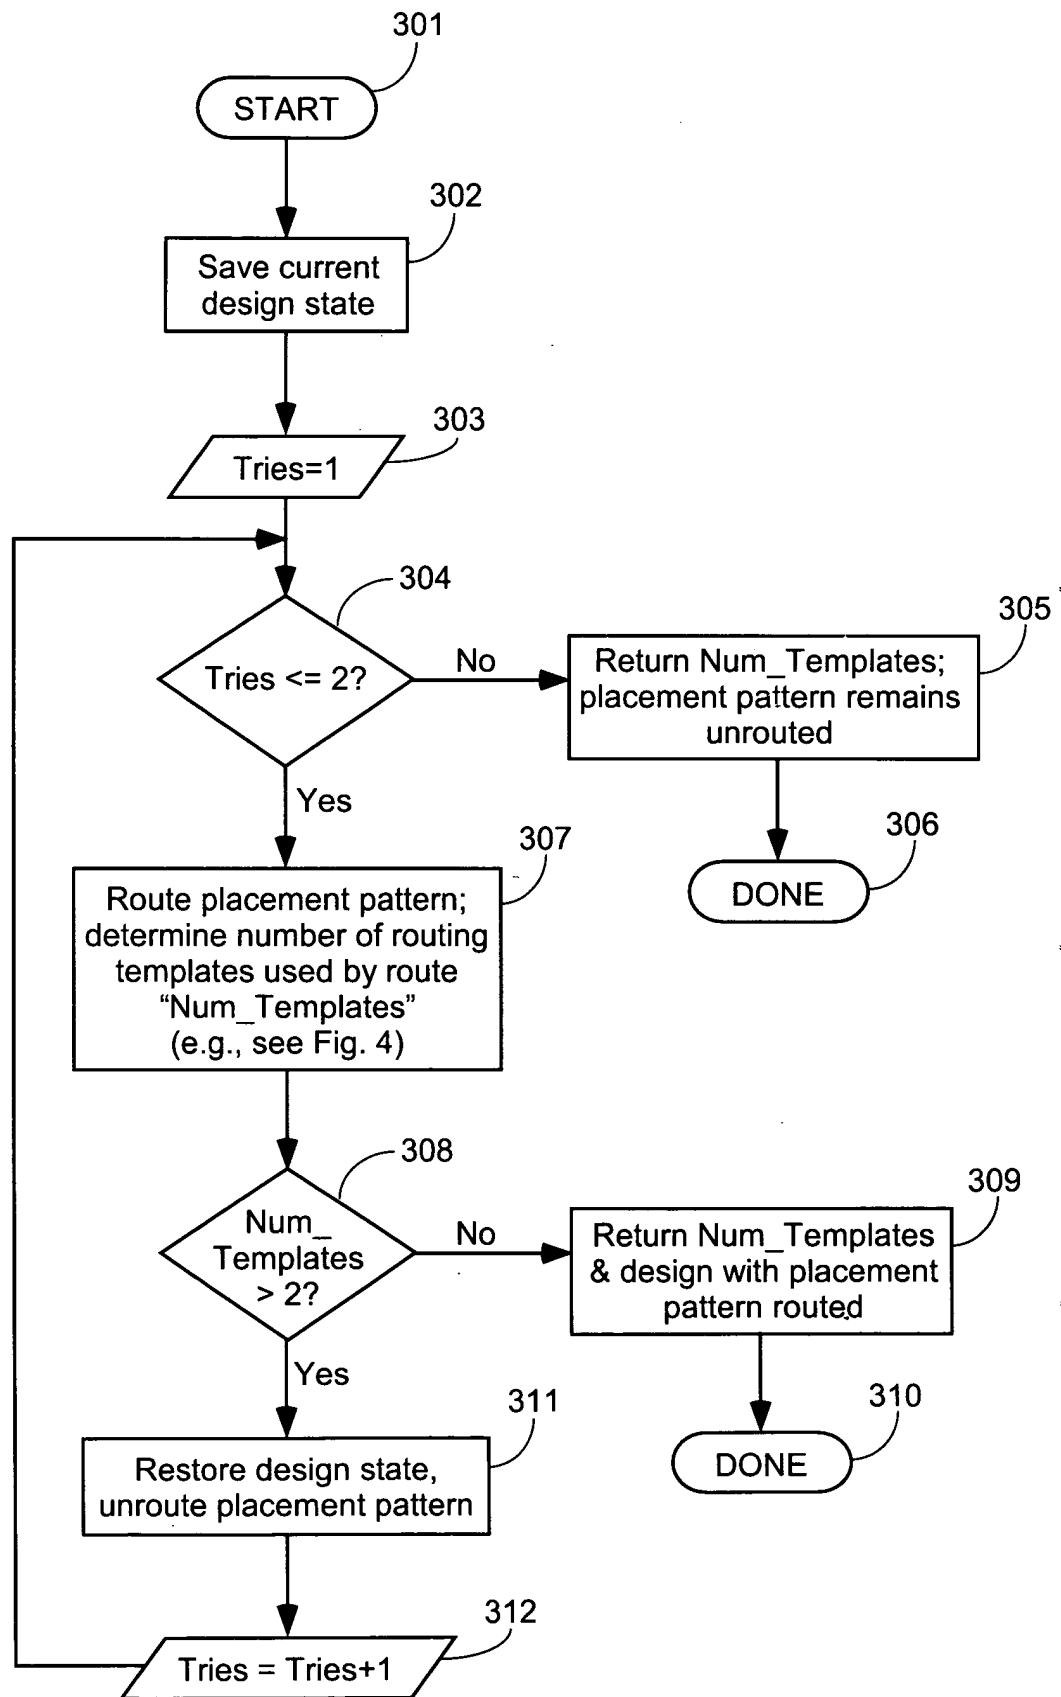 301
START
302
Save current
design state
303
Tries=1
304
Tries <= 2?
No
305
Return Num_Templates;
placement pattern remains
unrouted
Yes
306
DONE
307
Route placement pattern;
determine number of routing
templates used by route
“Num_Templates”
(e.g., see Fig. 4)
308
Num_
Templates
> 2?
No
309
Return Num_Templates
& design with placement
pattern routed
Yes
310
DONE
311
Restore design state,
unroute placement pattern
312
Tries = Tries+1